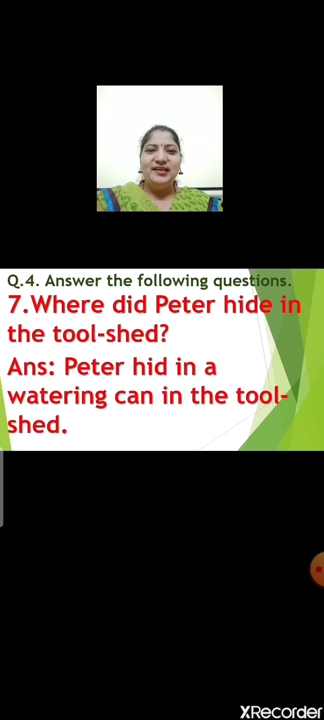 Q.4. Answer the following questions.
7.Where did Peter hide in
the tool-shed?
Ans: Peter hid in a
watering can in the tool-
shed.
XRecorder